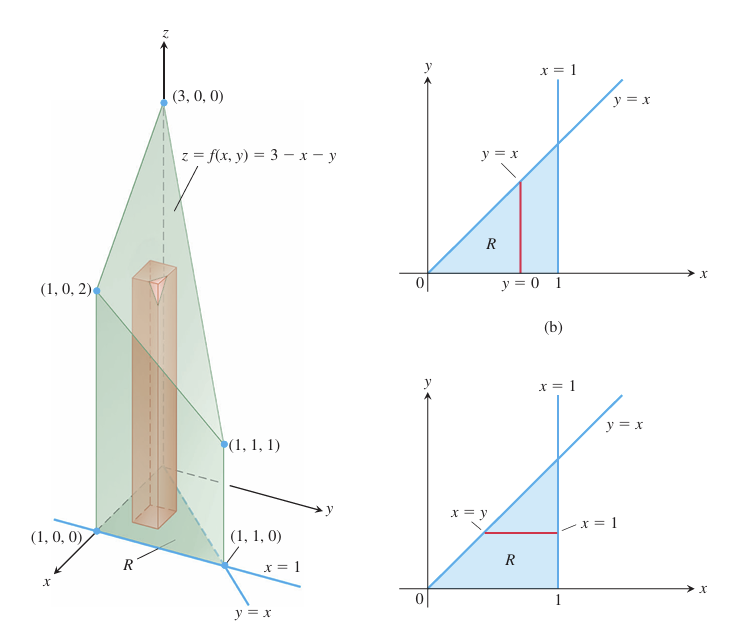 z
(3, 0, 0)
z = f(x, y) = 3 − x − y
(1, 0, 2)
(1, 1, 1)
y
(1, 0, 0)
(1, 1, 0)
x
R
x = 1
y = x
y
x = 1
y = x
y = x
R
x
0
y = 0
1
(b)
y
x = 1
y = x
x = y
x = 1
R
x
0
1